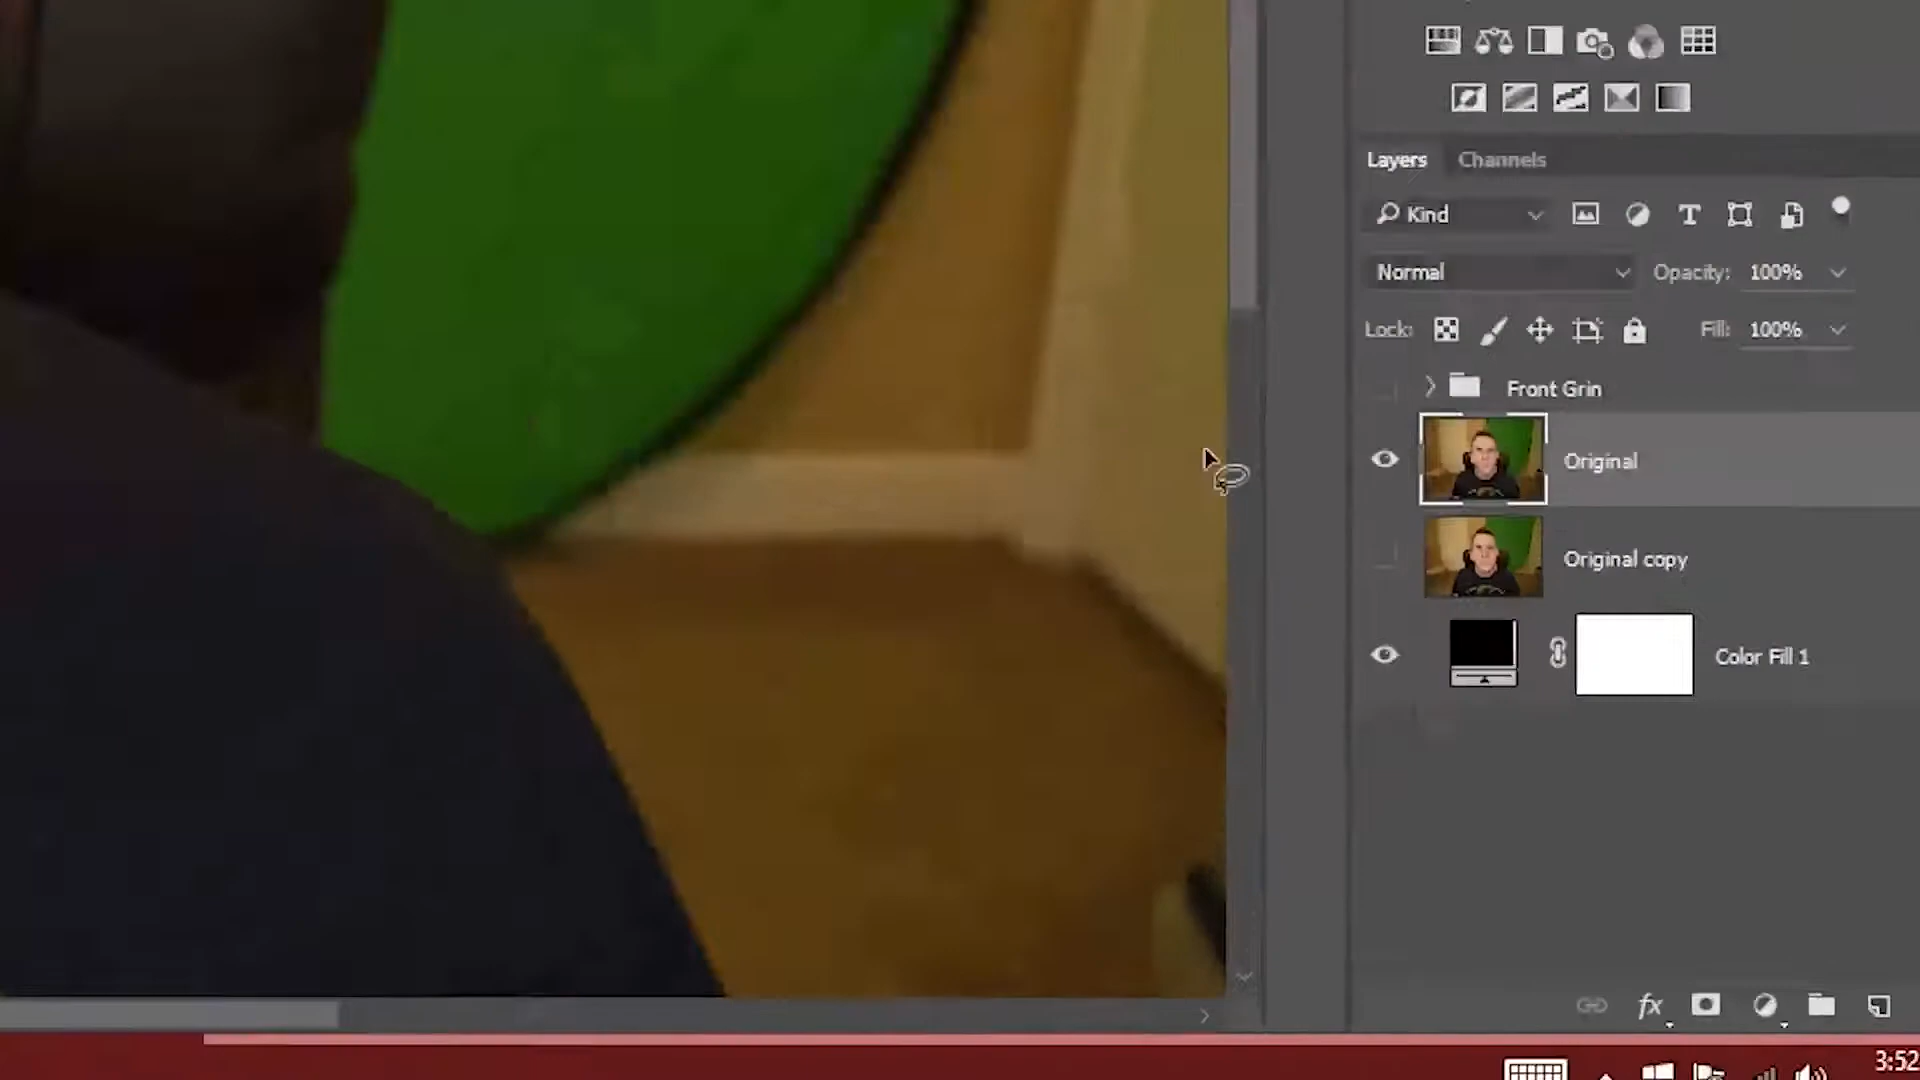 Layers Channels
Kind
Normal Opacity: 100%
Lock: Fill: 100%
Front Grin
Original
Original copy
Color Fill 1
fx
3:52